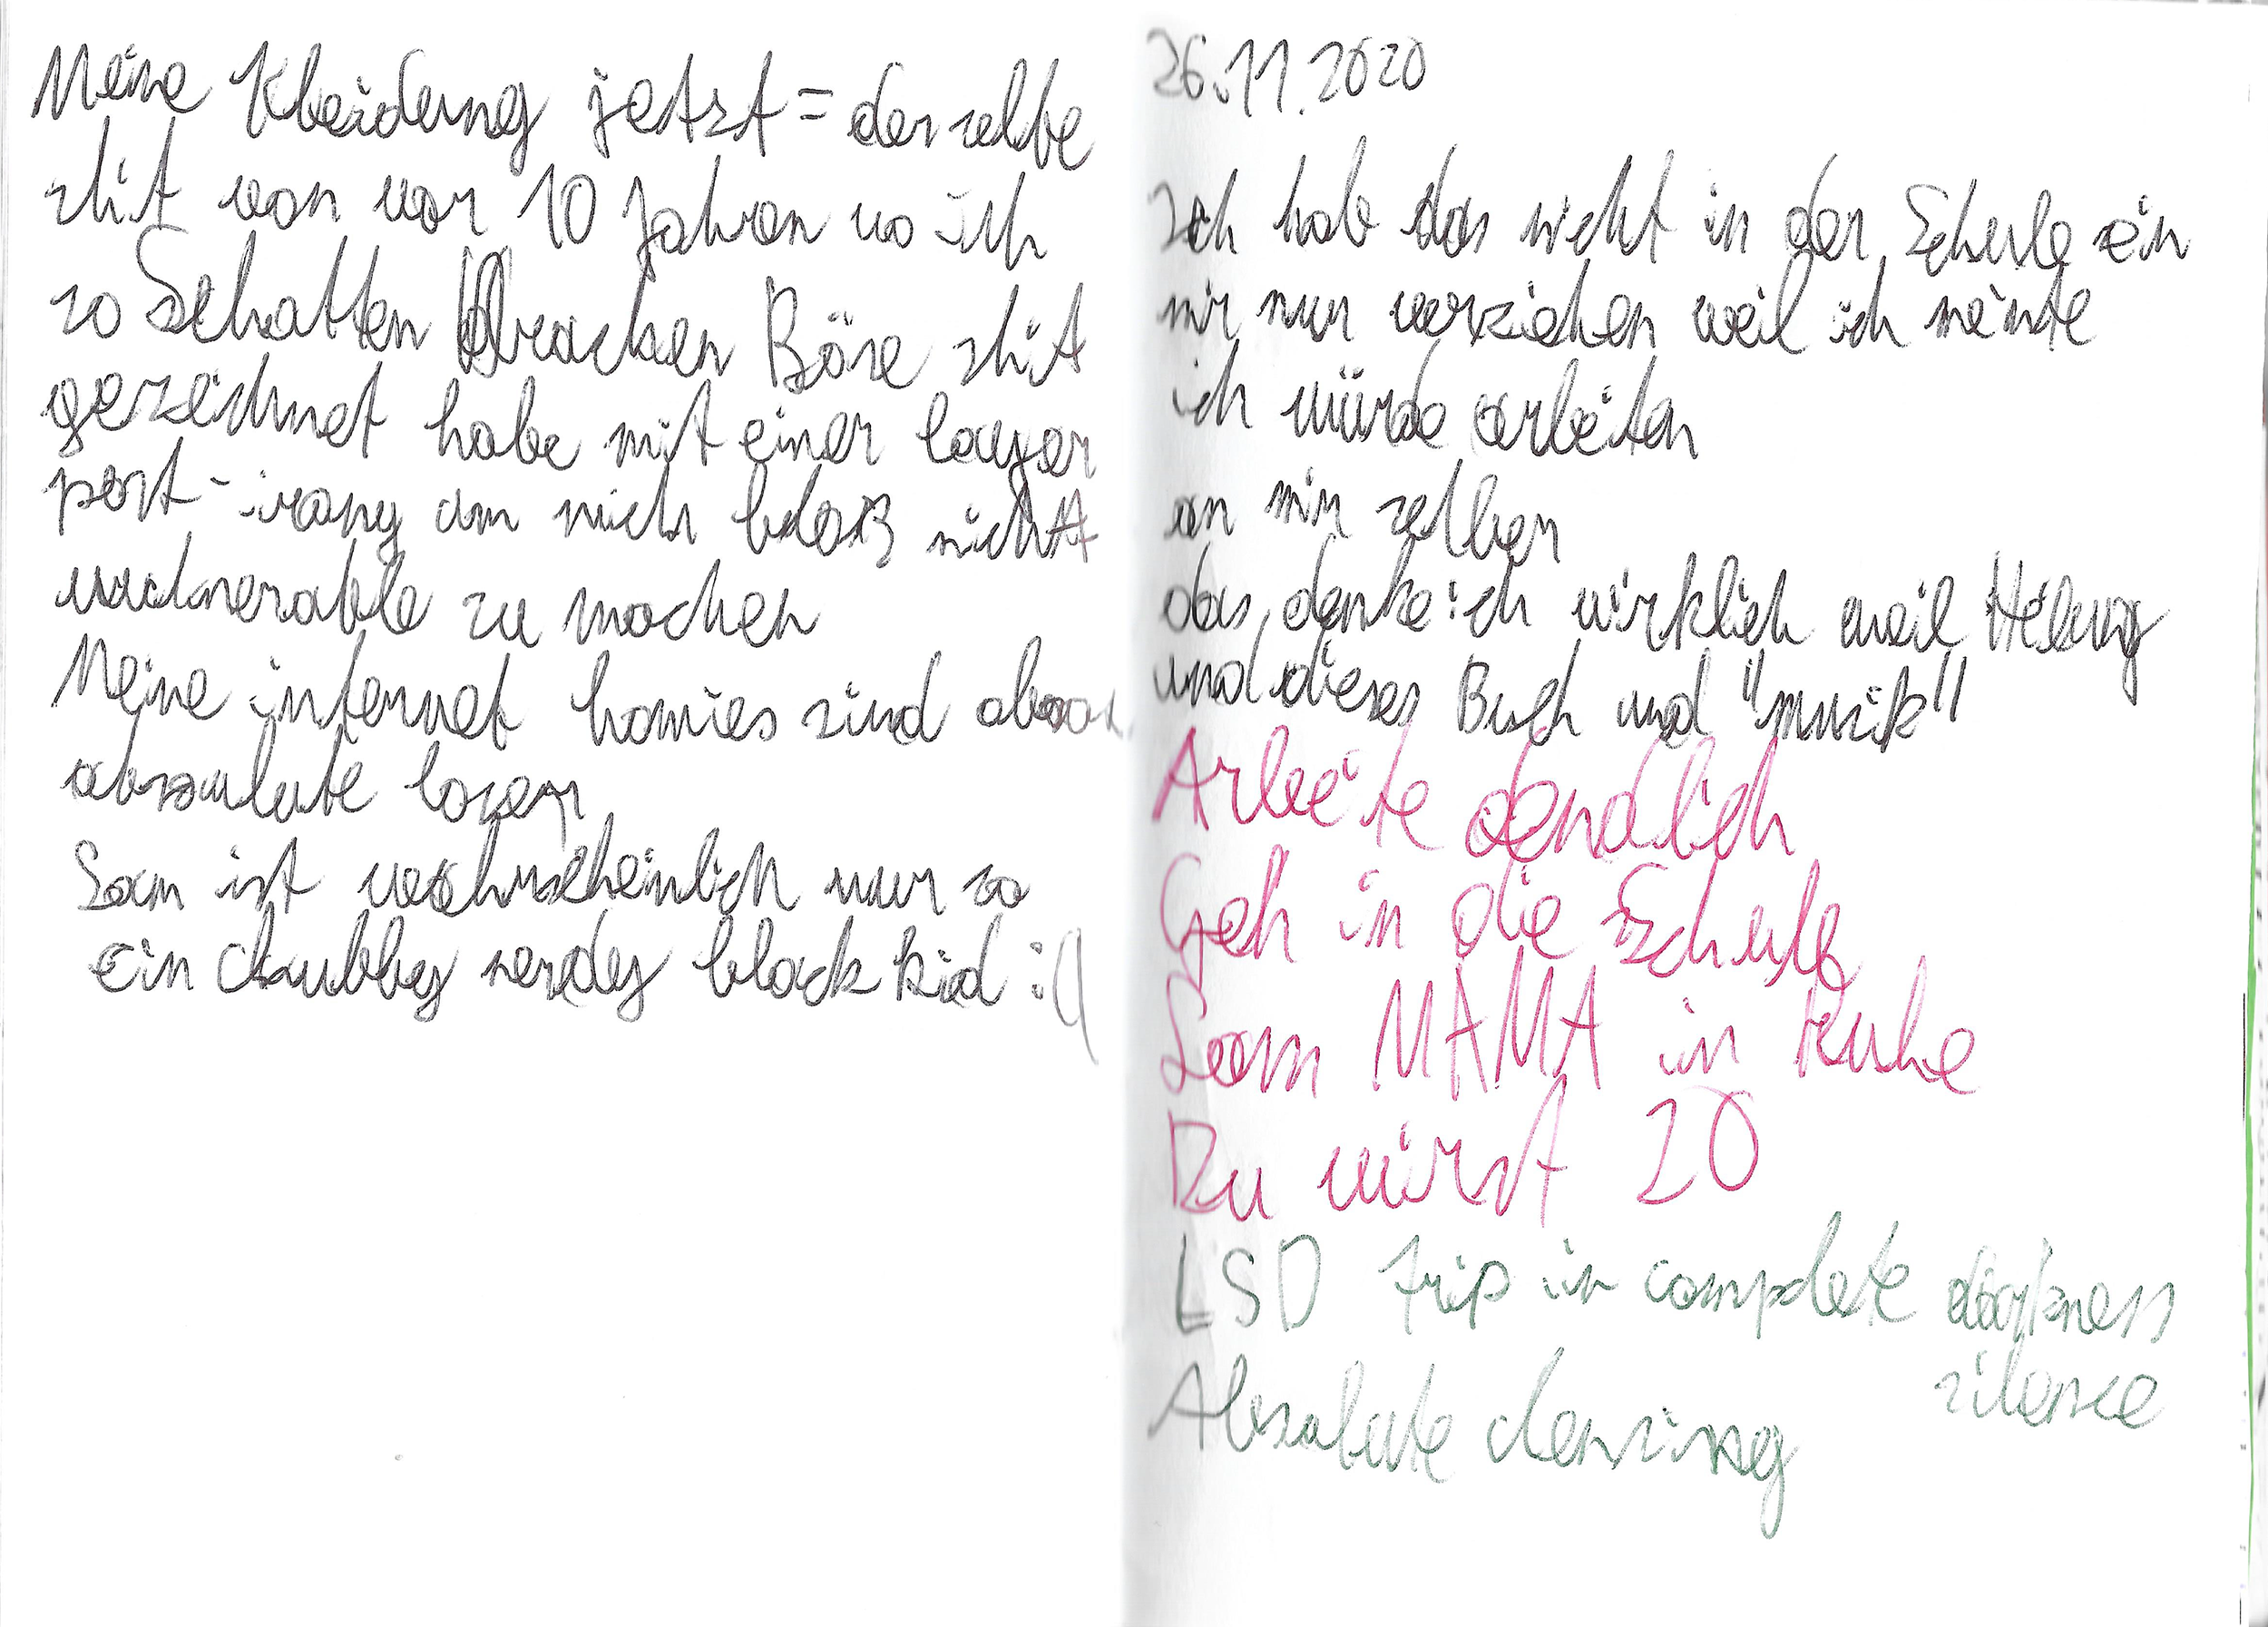 Meine Kleidung jetzt = derselbe
shit von vor 10 Jahren wo ich
so Schatten Drachen Böse shit
gezeichnet habe mit einer layer
post-irony um mich bloß nicht
vulnerable zu machen
Meine internet homies sind
absolute loser
Sam ist wahrscheinlich nur so
ein chubby nerdy black kid :(
26.11.2020
Ich hab das nicht in der Schule sein
mir nur verziehen weil ich meinte
ich würde arbeiten
an mir selber
das denke ich wirklich weil Heilung
und dieses Buch und "musik"
Arbeite endlich
Geh in die Schule
Lass MAMA in Ruhe
Du wirst 20
LSD trip in complete darkness
silence
Absolute cleansing